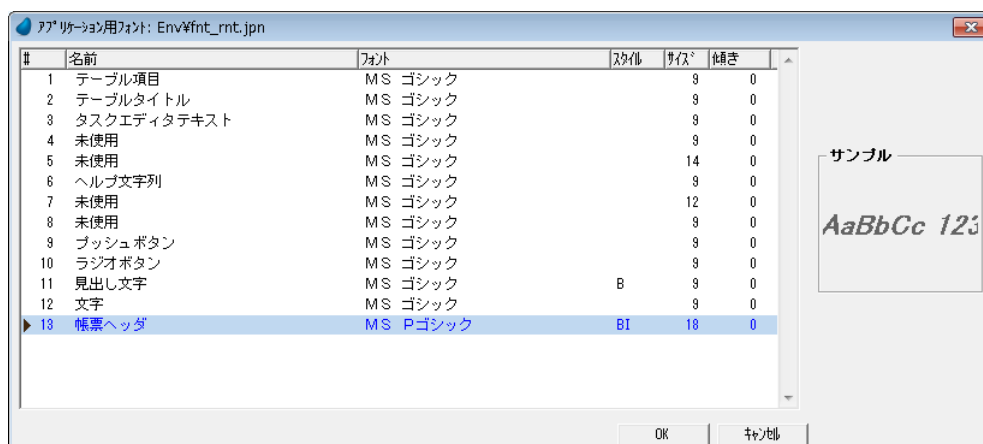 ｱﾌﾟﾘｹｰｼｮﾝ用ﾌｫﾝﾄ: Env¥fnt_rnt.jpn
# 名前 ﾌｫﾝﾄ ｽﾀｲﾙ ｻｲｽﾞ 傾き
1 テーブル項目 ＭＳ ゴシック 9 0
2 テーブルタイトル ＭＳ ゴシック 9 0
3 タスクエディタテキスト ＭＳ ゴシック 9 0
4 未使用 ＭＳ ゴシック 9 0
5 未使用 ＭＳ ゴシック 14 0
6 ヘルプ文字列 ＭＳ ゴシック 9 0
7 未使用 ＭＳ ゴシック 12 0
8 未使用 ＭＳ ゴシック 9 0
9 プッシュボタン ＭＳ ゴシック 9 0
10 ラジオボタン ＭＳ ゴシック 9 0
11 見出し文字 ＭＳ ゴシック B 9 0
12 文字 ＭＳ ゴシック 9 0
13 帳票ヘッダ ＭＳ Ｐゴシック BI 18 0
サンプル
AaBbCc 123
OK ｷｬﾝｾﾙ